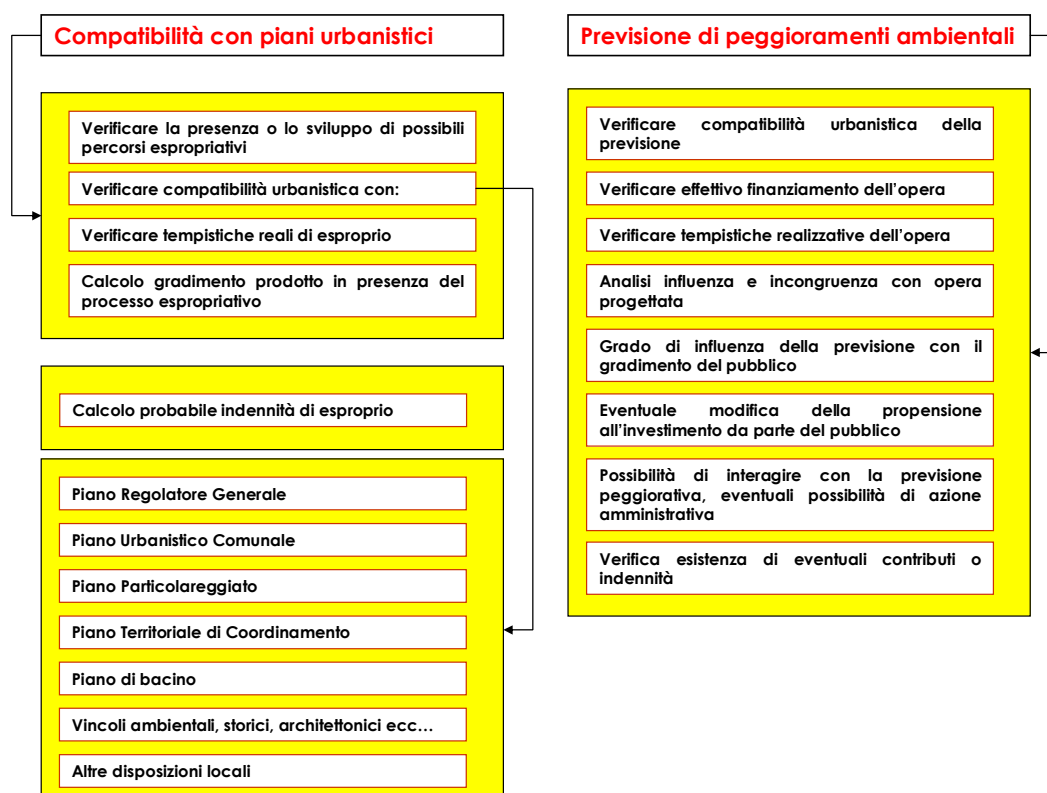 Compatibilità con piani urbanistici
Verificare la presenza o lo sviluppo di possibili
percorsi espropriativi
Verificare compatibilità urbanistica con:
Verificare tempistiche reali di esproprio
Calcolo gradimento prodotto in presenza del
processo espropriativo
Calcolo probabile indennità di esproprio
Piano Regolatore Generale
Piano Urbanistico Comunale
Piano Particolareggiato
Piano Territoriale di Coordinamento
Piano di bacino
Vincoli ambientali, storici, architettonici ecc…
Altre disposizioni locali
Previsione di peggioramenti ambientali
Verificare compatibilità urbanistica della
previsione
Verificare effettivo finanziamento dell'opera
Verificare tempistiche realizzative dell'opera
Analisi influenza e incongruenza con opera
progettata
Grado di influenza della previsione con il
gradimento del pubblico
Eventuale modifica della propensione
all'investimento da parte del pubblico
Possibilità di interagire con la previsione
peggiorativa, eventuali possibilità di azione
amministrativa
Verifica esistenza di eventuali contributi o
indennità